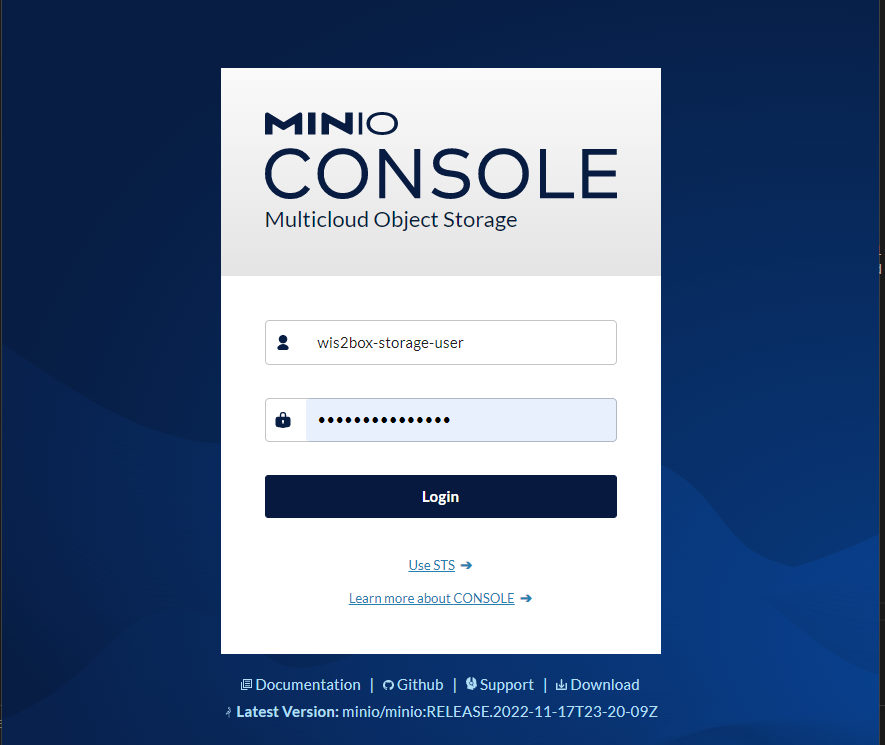 MINIO
CONSOLE
Multicloud Object Storage
wis2box-storage-user
•••••••••••••••
Login
Use STS ➔
Learn more about CONSOLE ➔
Documentation | Github | Support | Download
Latest Version: minio/minio:RELEASE.2022-11-17T23-20-09Z